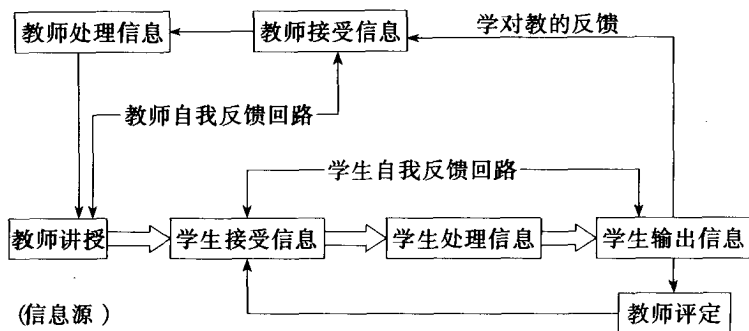 教师处理信息
教师接受信息
学对教的反馈
教师自我反馈回路
学生自我反馈回路
教师讲授
学生接受信息
学生处理信息
学生输出信息
(信息源)
教师评定